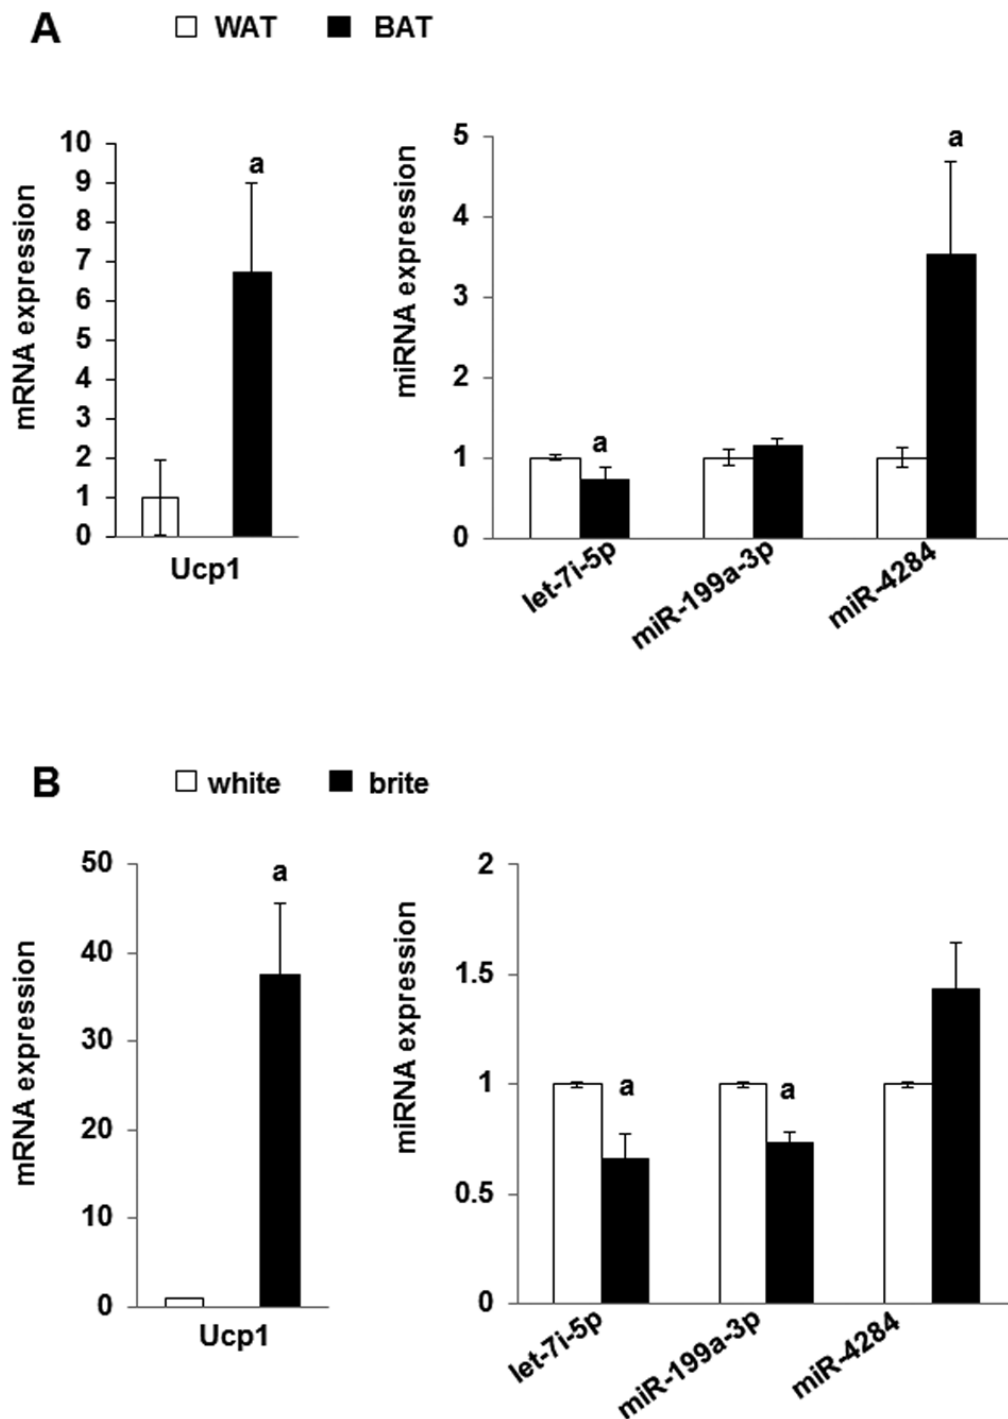 A
WAT BAT
mRNA expression
10
9
8
7
6
5
4
3
2
1
0
a
Ucp1
miRNA expression
5
4
3
2
1
0
a
a
let-7i-5p
miR-199a-3p
miR-4284
B
white brite
mRNA expression
50
40
30
20
10
0
a
Ucp1
miRNA expression
2
1.5
1
0.5
0
a
a
let-7i-5p
miR-199a-3p
miR-4284